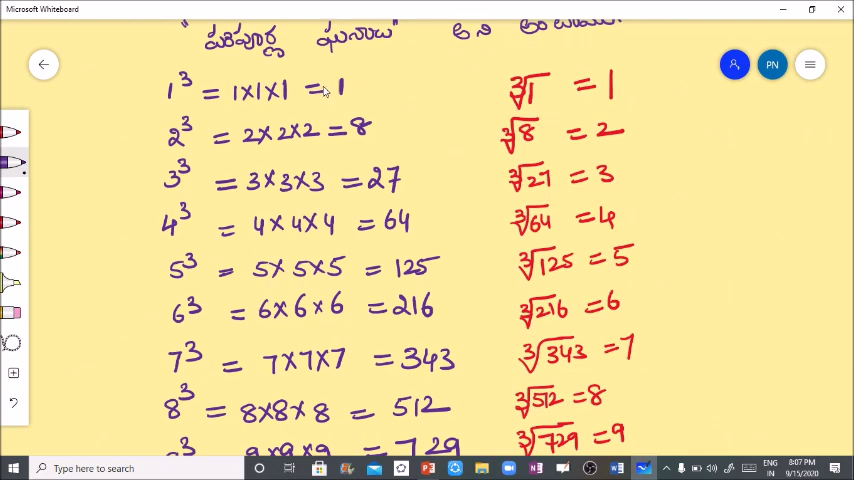 Microsoft Whiteboard
" పరిపూర్ణ ఘనాలు" అని అంటాము.
PN
1³ = 1×1×1 = 1 ∛1 = 1
2³ = 2×2×2 = 8 ∛8 = 2
3³ = 3×3×3 = 27 ∛27 = 3
4³ = 4×4×4 = 64 ∛64 = 4
5³ = 5×5×5 = 125 ∛125 = 5
6³ = 6×6×6 = 216 ∛216 = 6
7³ = 7×7×7 = 343 ∛343 = 7
8³ = 8×8×8 = 512 ∛512 = 8
9³ = 9×9×9 = 729 ∛729 = 9
Type here to search
ENG 8:07 PM
IN 9/15/2020